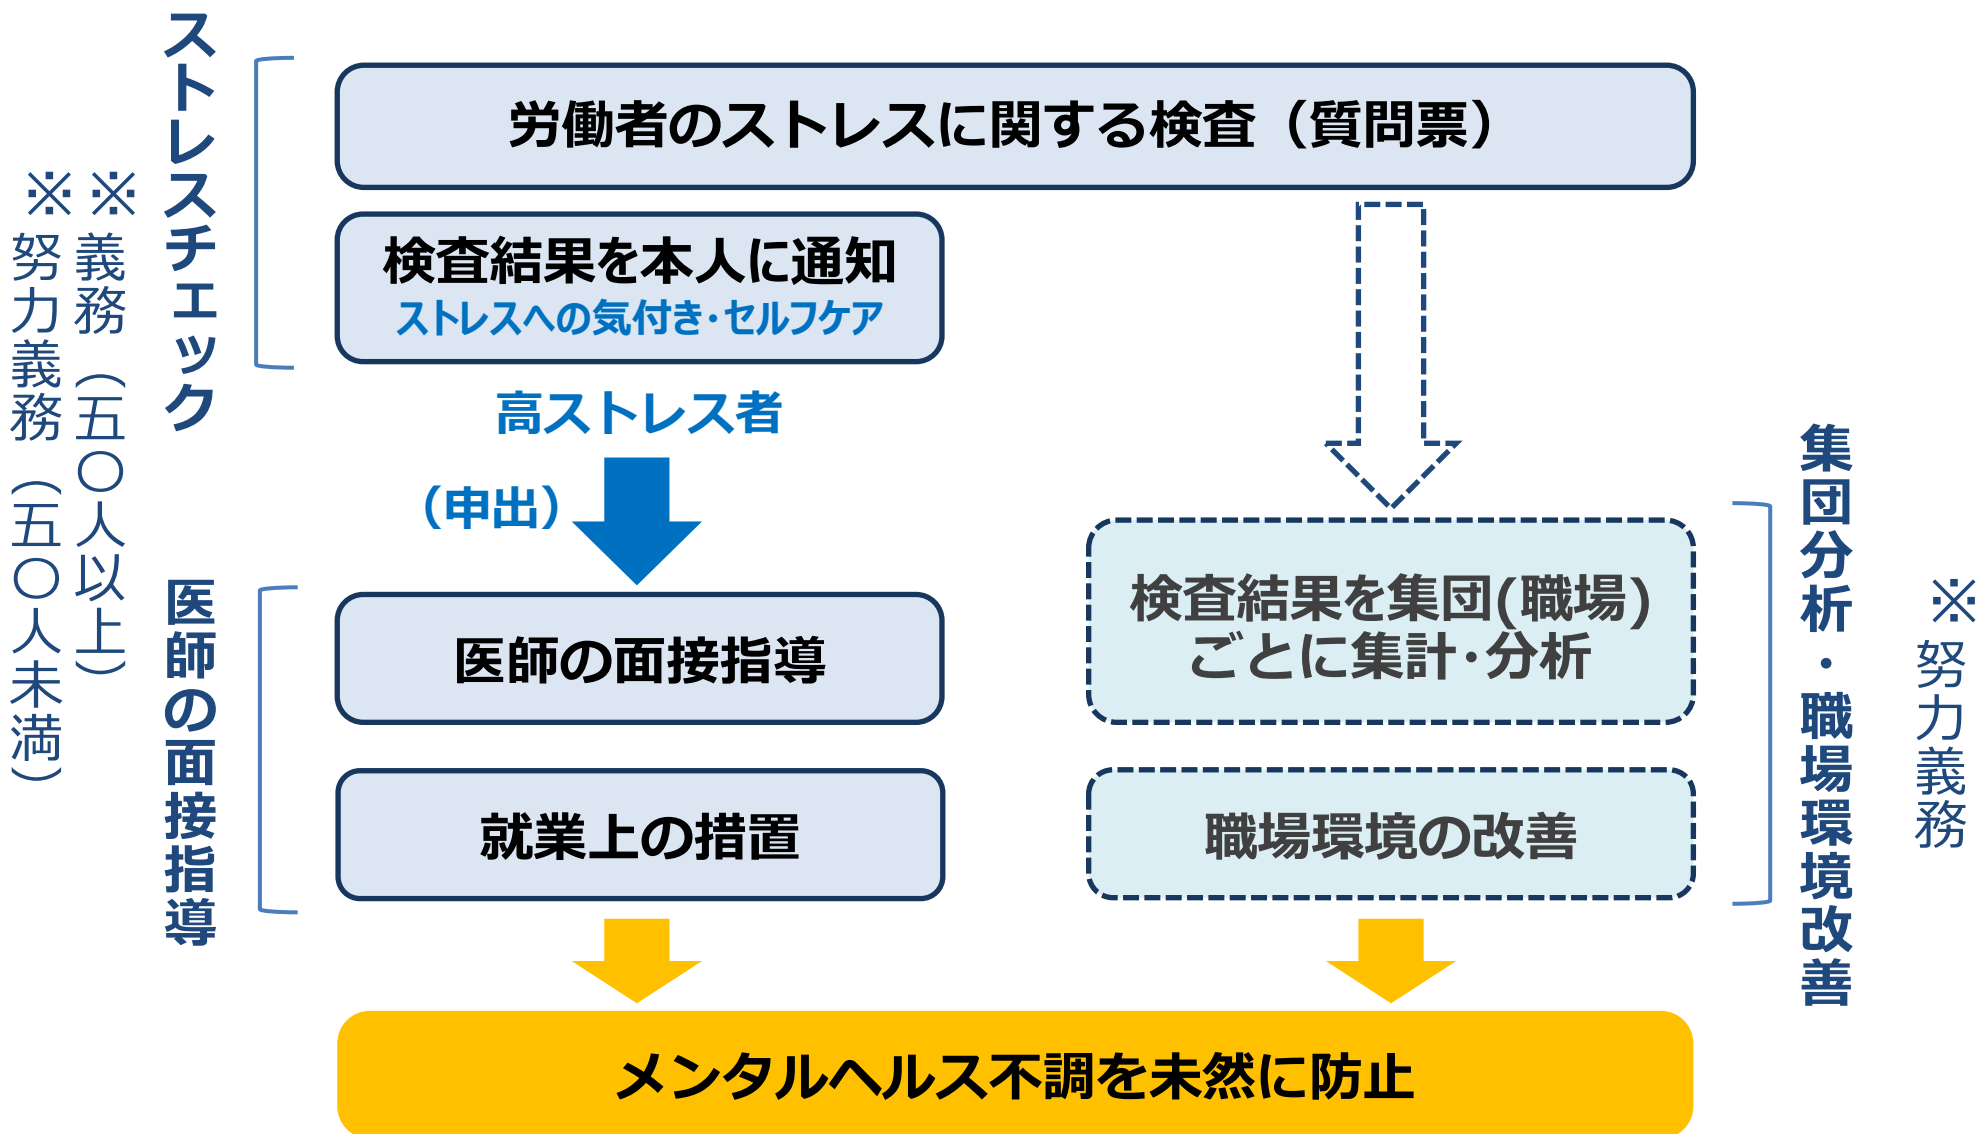 ストレスチェック
※義務（五〇人以上）
※努力義務（五〇人未満）
労働者のストレスに関する検査（質問票）
検査結果を本人に通知
ストレスへの気付き・セルフケア
高ストレス者
（申出）
医師の面接指導
医師の面接指導
就業上の措置
検査結果を集団(職場)
ごとに集計・分析
職場環境の改善
集団分析・職場環境改善
※努力義務
メンタルヘルス不調を未然に防止